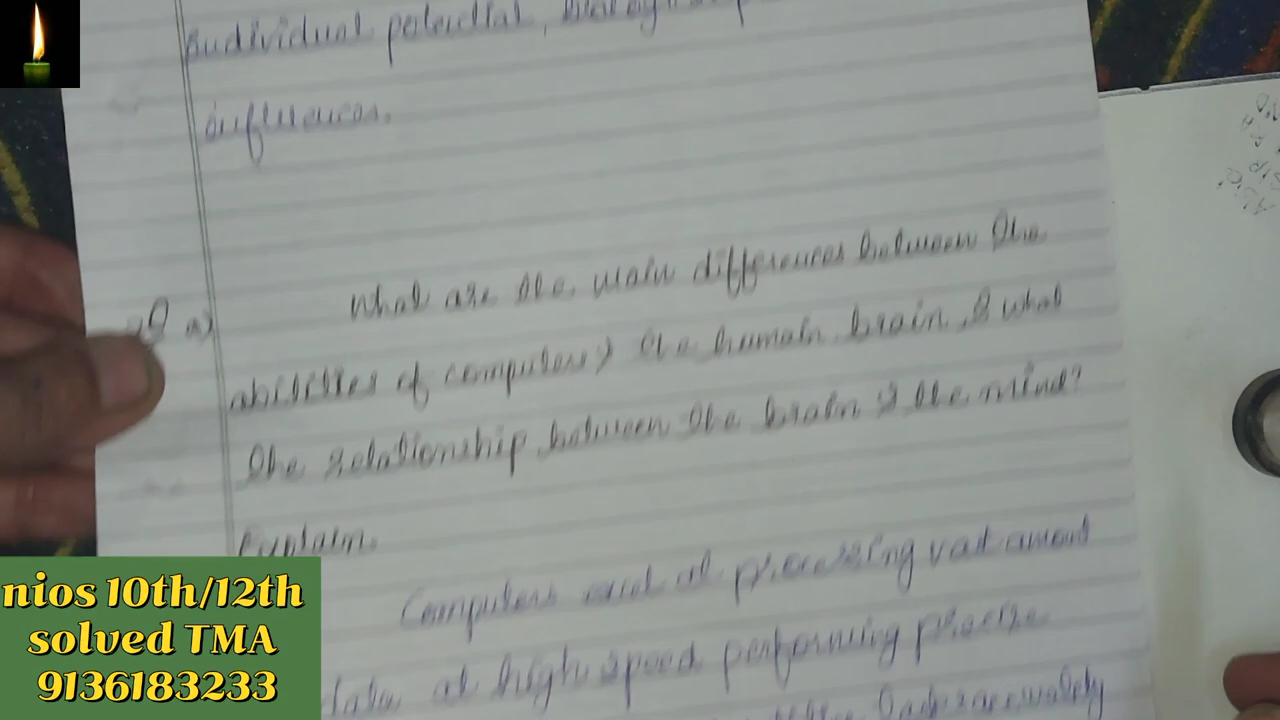 individual potential,
influences.
What are the main differences between the
Q a) abilities of computers & the human brain & what
the relationship between the brain & the mind?
Explain.
Computers excel at processing vast amount
data at high speed performing precise
accurately
nios 10th/12th
solved TMA
9136183233